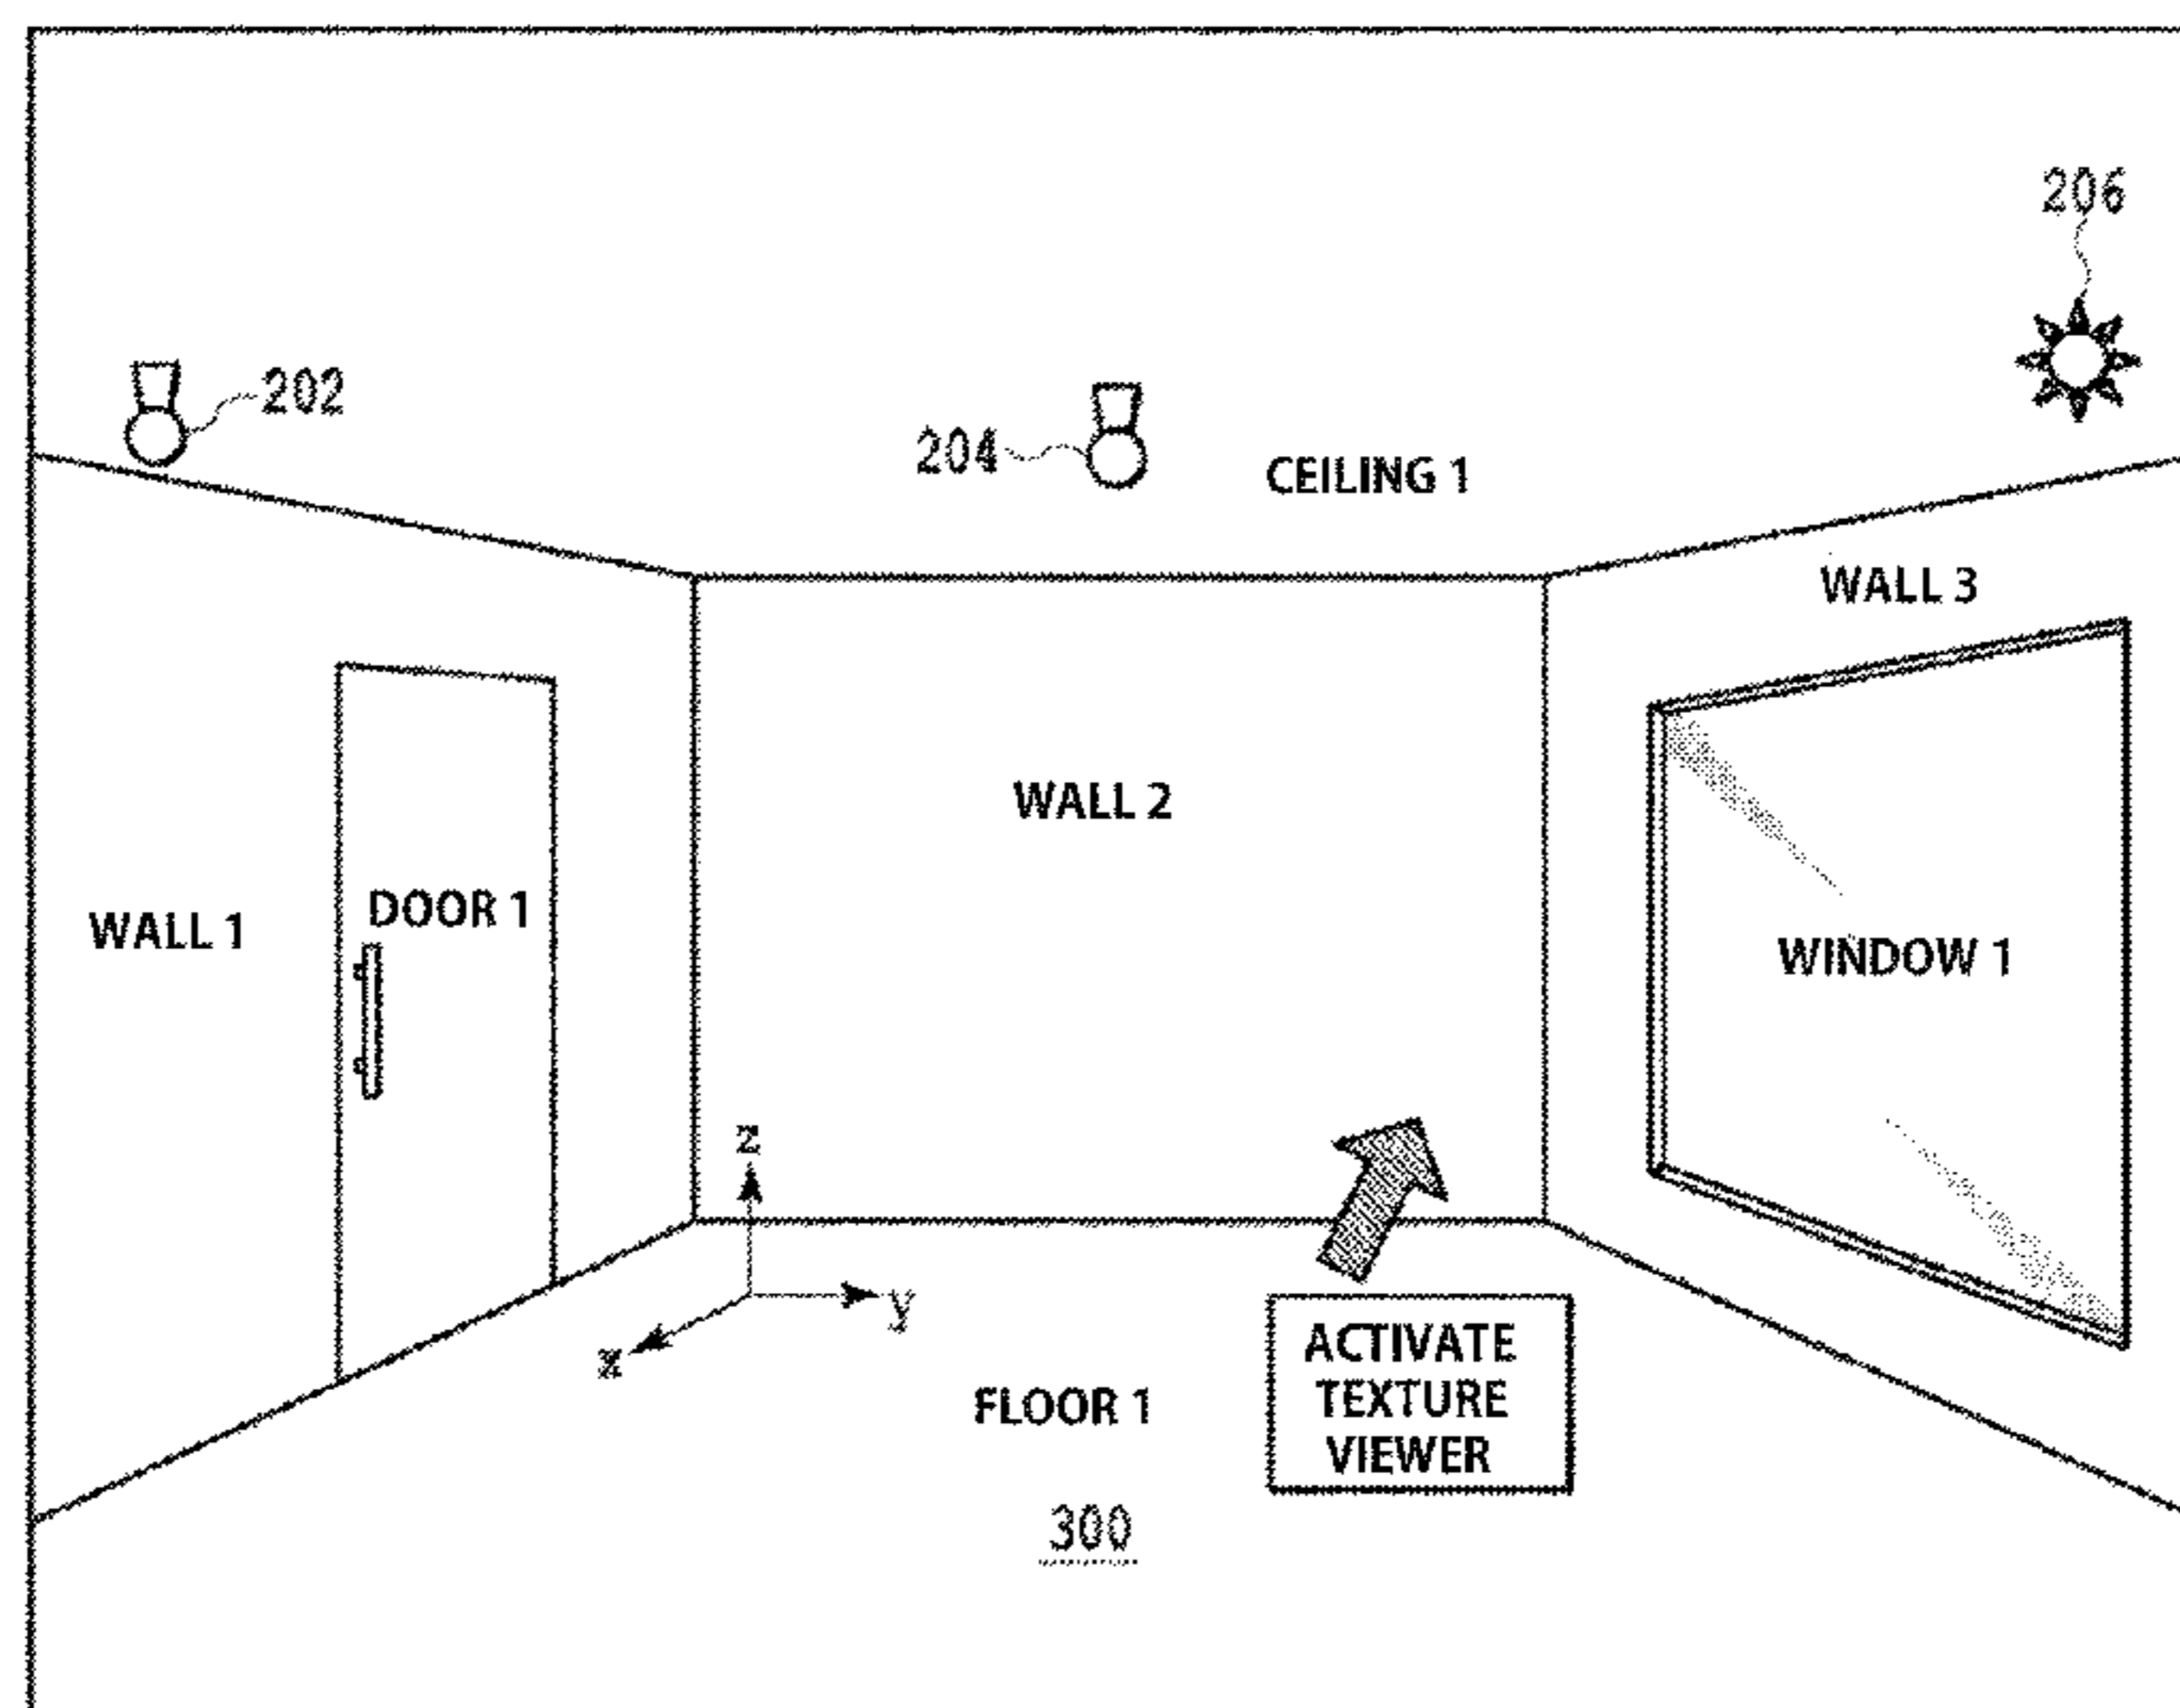 206
202
204
CEILING 1
WALL 3
WALL 2
DOOR 1
WALL 1
WINDOW 1
z
y
x
ACTIVATE
TEXTURE
VIEWER
FLOOR 1
300